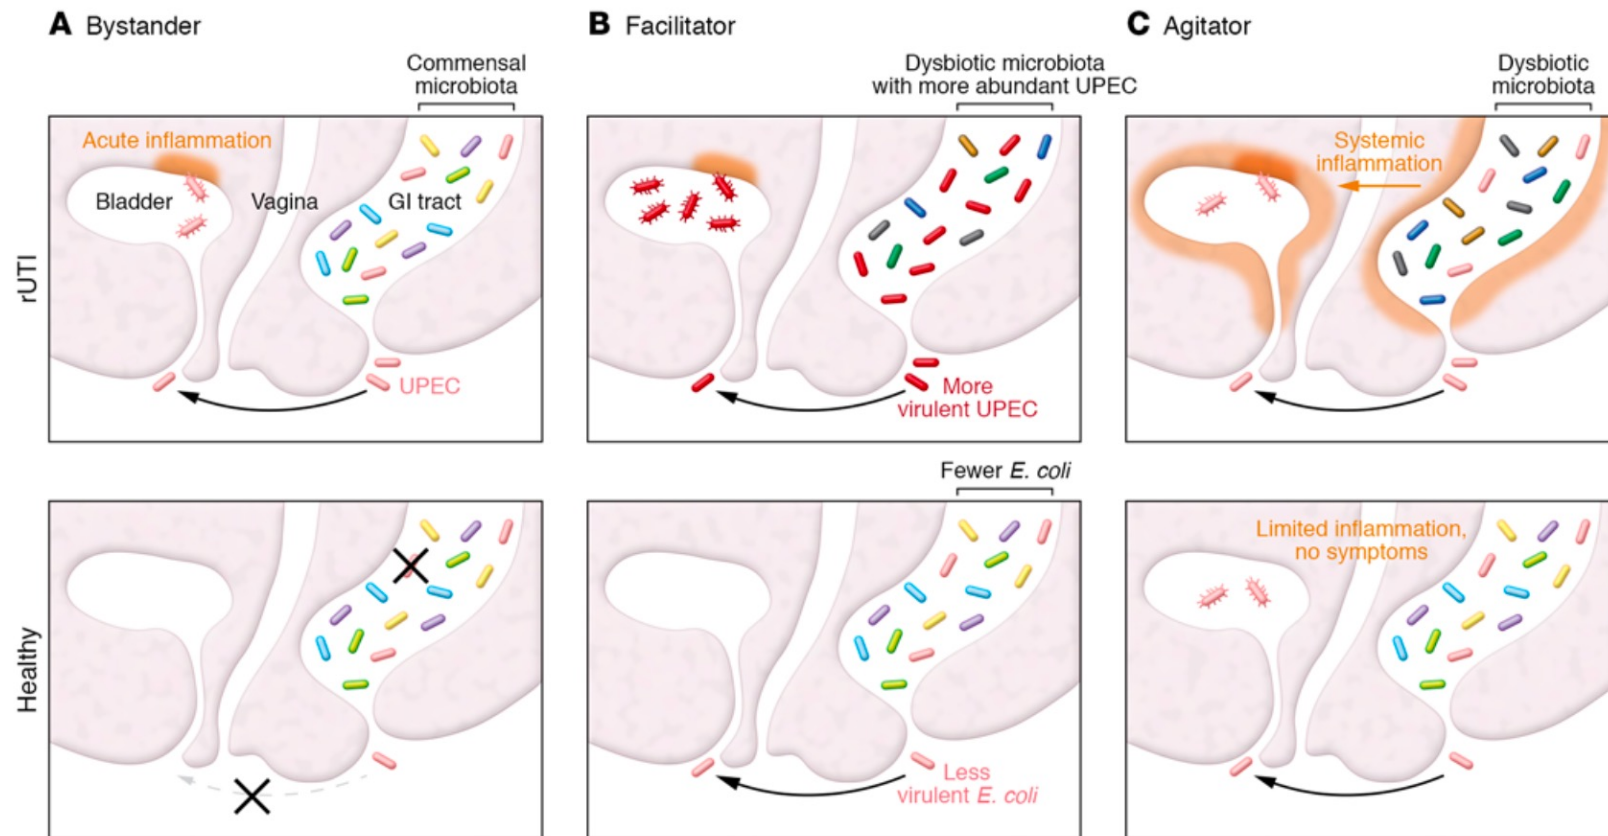 A Bystander
Commensal
microbiota
Acute inflammation
Bladder
Vagina
GI tract
UPEC
rUTI
B Facilitator
Dysbiotic microbiota
with more abundant UPEC
More
virulent UPEC
C Agitator
Dysbiotic
microbiota
Systemic
inflammation
Healthy
Fewer E. coli
Less
virulent E. coli
Limited inflammation,
no symptoms